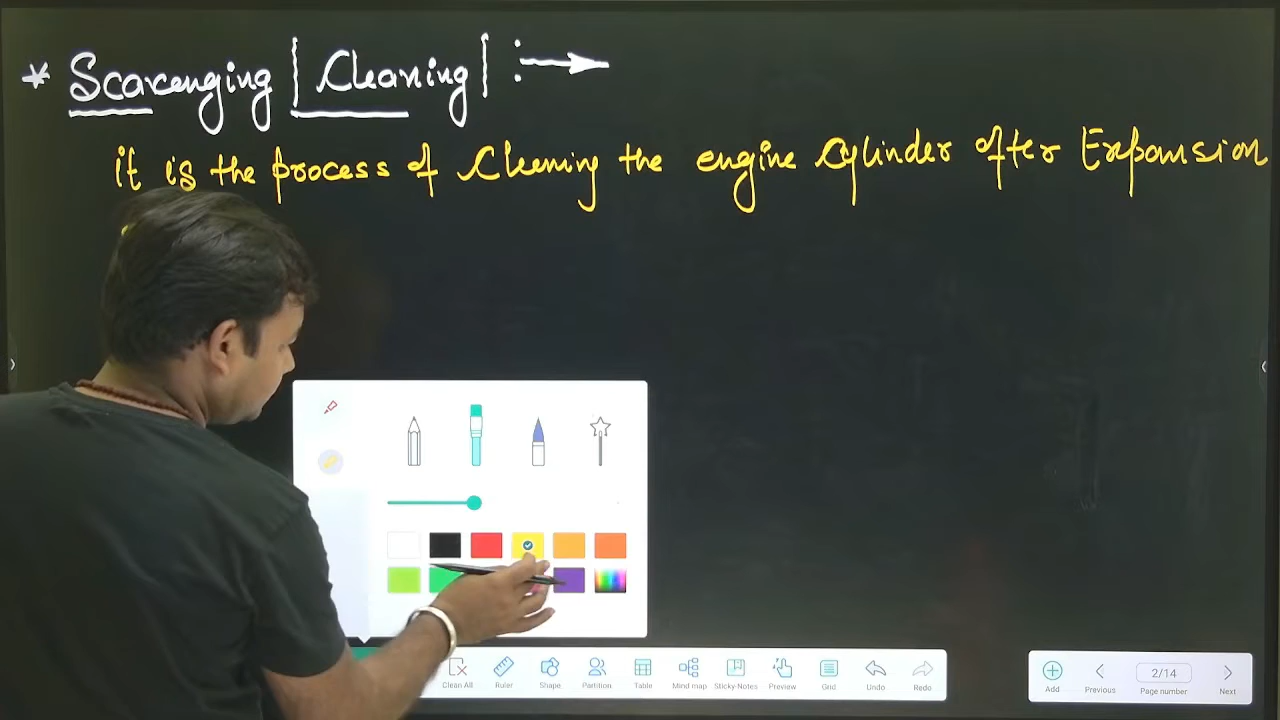 * Scavenging | Cleaning | :→
it is the process of Cleaning the engine Cylinder after Expansion
Clean All
Ruler
Shape
Partition
Table
Mind map
Sticky-Notes
Preview
Grid
Undo
Redo
Add
Previous
2/14
Page number
Next